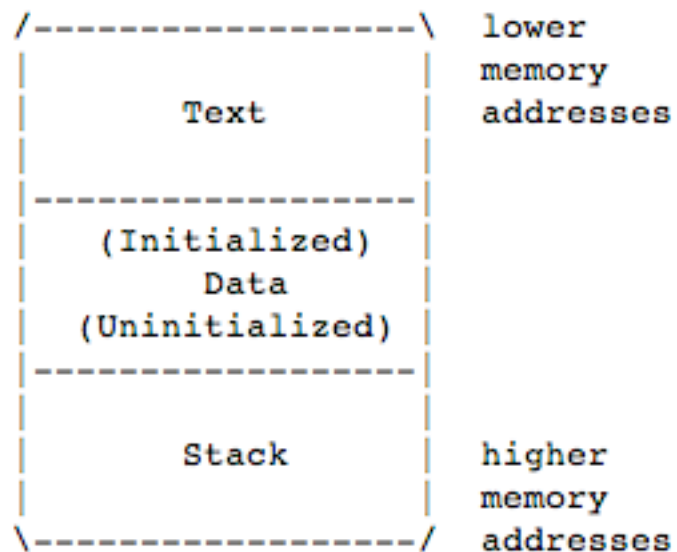 /------------------\ lower
| | memory
| Text | addresses
| |
|------------------|
| (Initialized) |
| Data |
| (Uninitialized) |
|------------------|
| |
| Stack | higher
| | memory
\------------------/ addresses